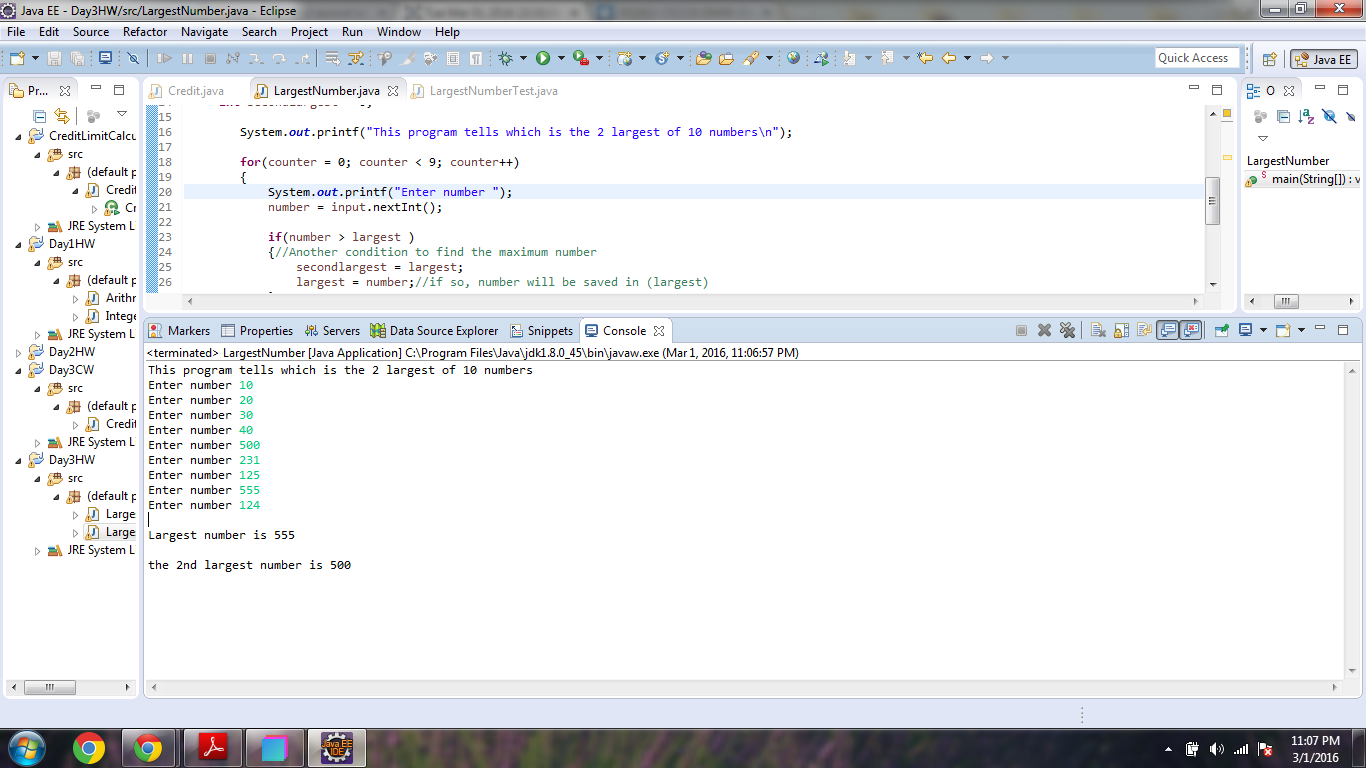 Java EE - Day3HW/src/LargestNumber.java - Eclipse
File Edit Source Refactor Navigate Search Project Run Window Help
Quick Access
Java EE
Pr...
Credit.java
LargestNumber.java
LargestNumberTest.java
O
CreditLimitCalcu
src
(default p
Credit
Cr
JRE System L
Day1HW
src
(default p
Arithr
Intege
JRE System L
Day2HW
Day3CW
src
(default p
Credit
JRE System L
Day3HW
src
(default p
Large
Large
JRE System L
15
16 System.out.printf("This program tells which is the 2 largest of 10 numbers\n");
17
18 for(counter = 0; counter < 9; counter++)
19 {
20 System.out.printf("Enter number ");
21 number = input.nextInt();
22
23 if(number > largest )
24 {//Another condition to find the maximum number
25 secondlargest = largest;
26 largest = number;//if so, number will be saved in (largest)
LargestNumber
main(String[]) : v
Markers Properties Servers Data Source Explorer Snippets Console
<terminated> LargestNumber [Java Application] C:\Program Files\Java\jdk1.8.0_45\bin\javaw.exe (Mar 1, 2016, 11:06:57 PM)
This program tells which is the 2 largest of 10 numbers
Enter number 10
Enter number 20
Enter number 30
Enter number 40
Enter number 500
Enter number 231
Enter number 125
Enter number 555
Enter number 124
Largest number is 555
the 2nd largest number is 500
Java EE
IDE
11:07 PM
3/1/2016